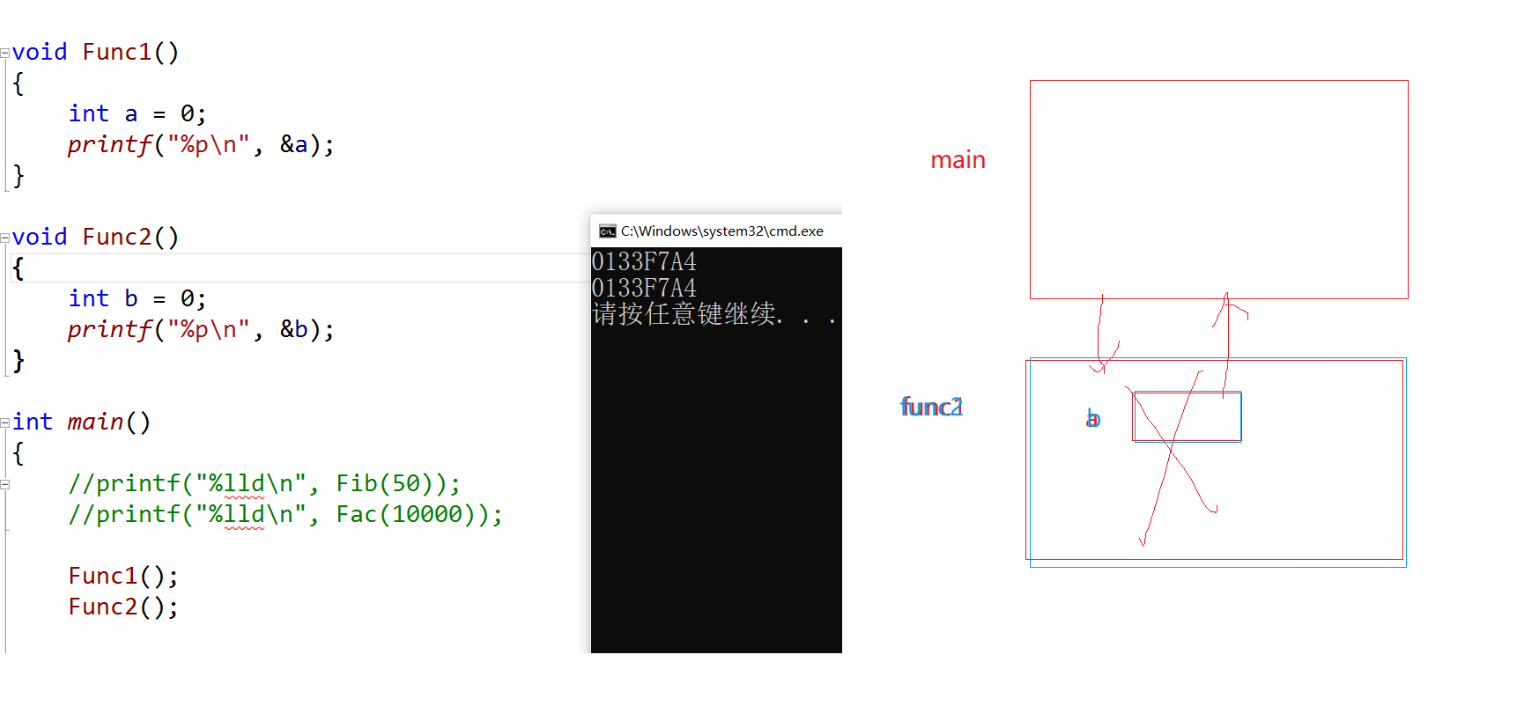 void Func1()
{
    int a = 0;
    printf("%p\n", &a);
}
void Func2()
{
    int b = 0;
    printf("%p\n", &b);
}
int main()
{
    //printf("%lld\n", Fib(50));
    //printf("%lld\n", Fac(10000));
    Func1();
    Func2();
C:\Windows\system32\cmd.exe
0133F7A4
0133F7A4
请按任意键继续. . .
main
func1
func2
a
b